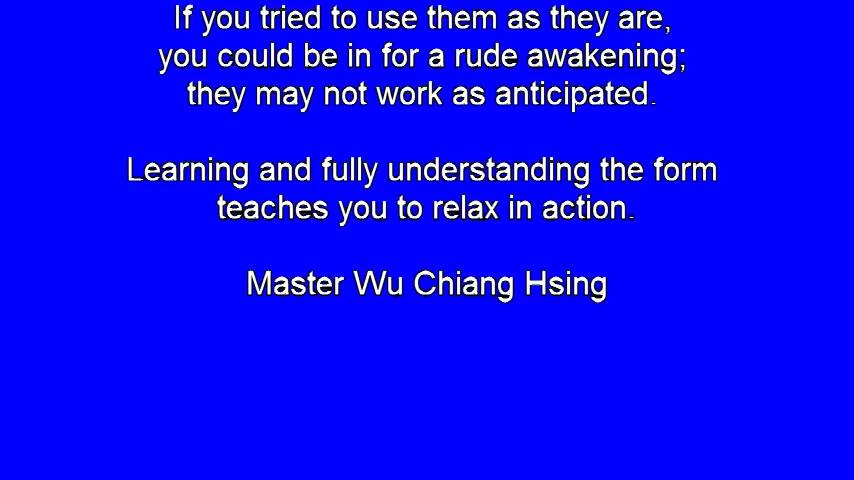 If you tried to use them as they are,
you could be in for a rude awakening;
they may not work as anticipated.
Learning and fully understanding the form
teaches you to relax in action.
Master Wu Chiang Hsing